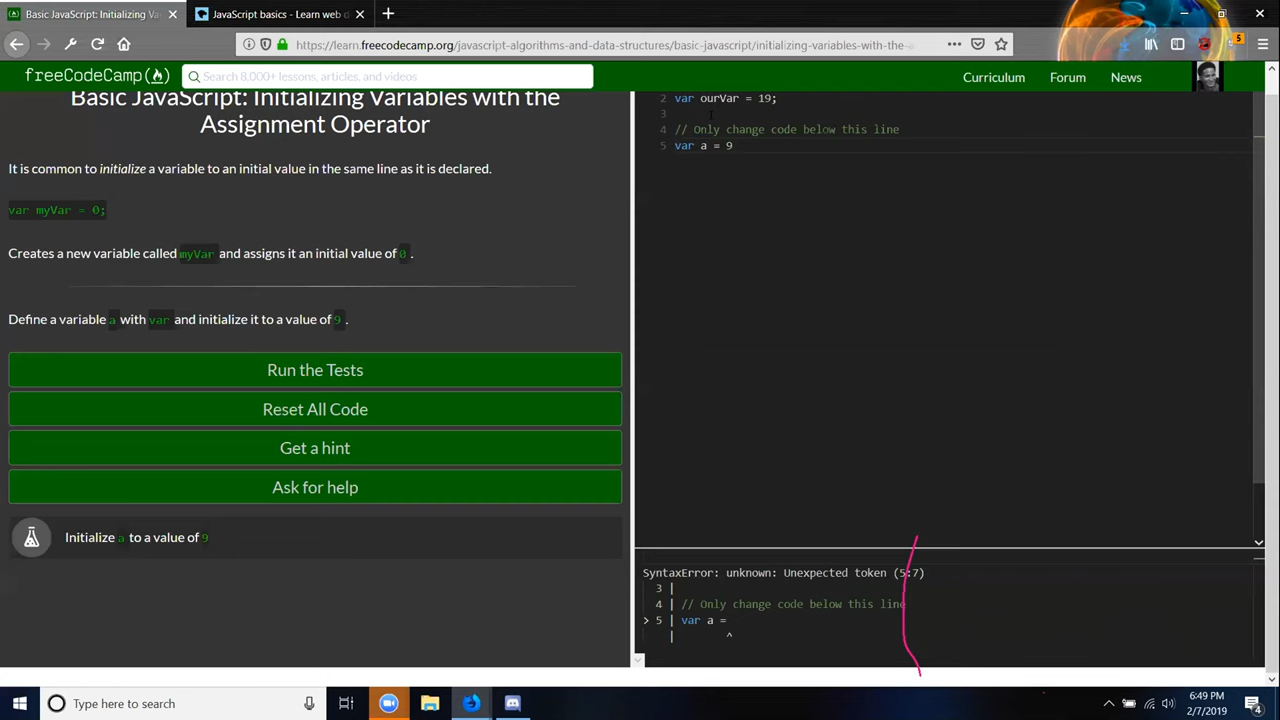 Basic JavaScript: Initializing Va
JavaScript basics - Learn web d
https://learn.freecodecamp.org/javascript-algorithms-and-data-structures/basic-javascript/initializing-variables-with-the-
5
freeCodeCamp
Search 8,000+ lessons, articles, and videos
Curriculum
Forum
News
Basic JavaScript: Initializing Variables with the
Assignment Operator
It is common to initialize a variable to an initial value in the same line as it is declared.
var myVar = 0;
Creates a new variable called myVar and assigns it an initial value of 0 .
Define a variable a with var and initialize it to a value of 9 .
Run the Tests
Reset All Code
Get a hint
Ask for help
Initialize a to a value of 9
2 var ourVar = 19;
3
4 // Only change code below this line
5 var a = 9
SyntaxError: unknown: Unexpected token (5:7)
3 |
4 | // Only change code below this line
> 5 | var a =
| ^
Type here to search
6:49 PM
2/7/2019
4